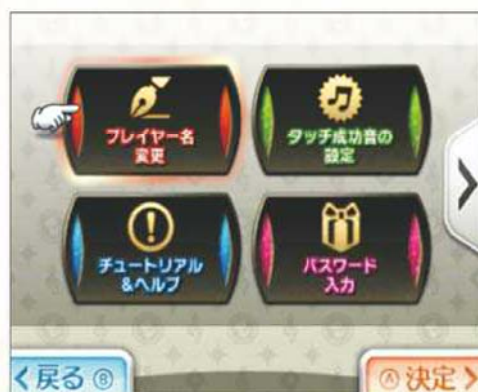 プレイヤー名
変更
タッチ成功音の
設定
チュートリアル
&ヘルプ
パスワード
入力
戻る Ⓑ
Ⓐ 決定